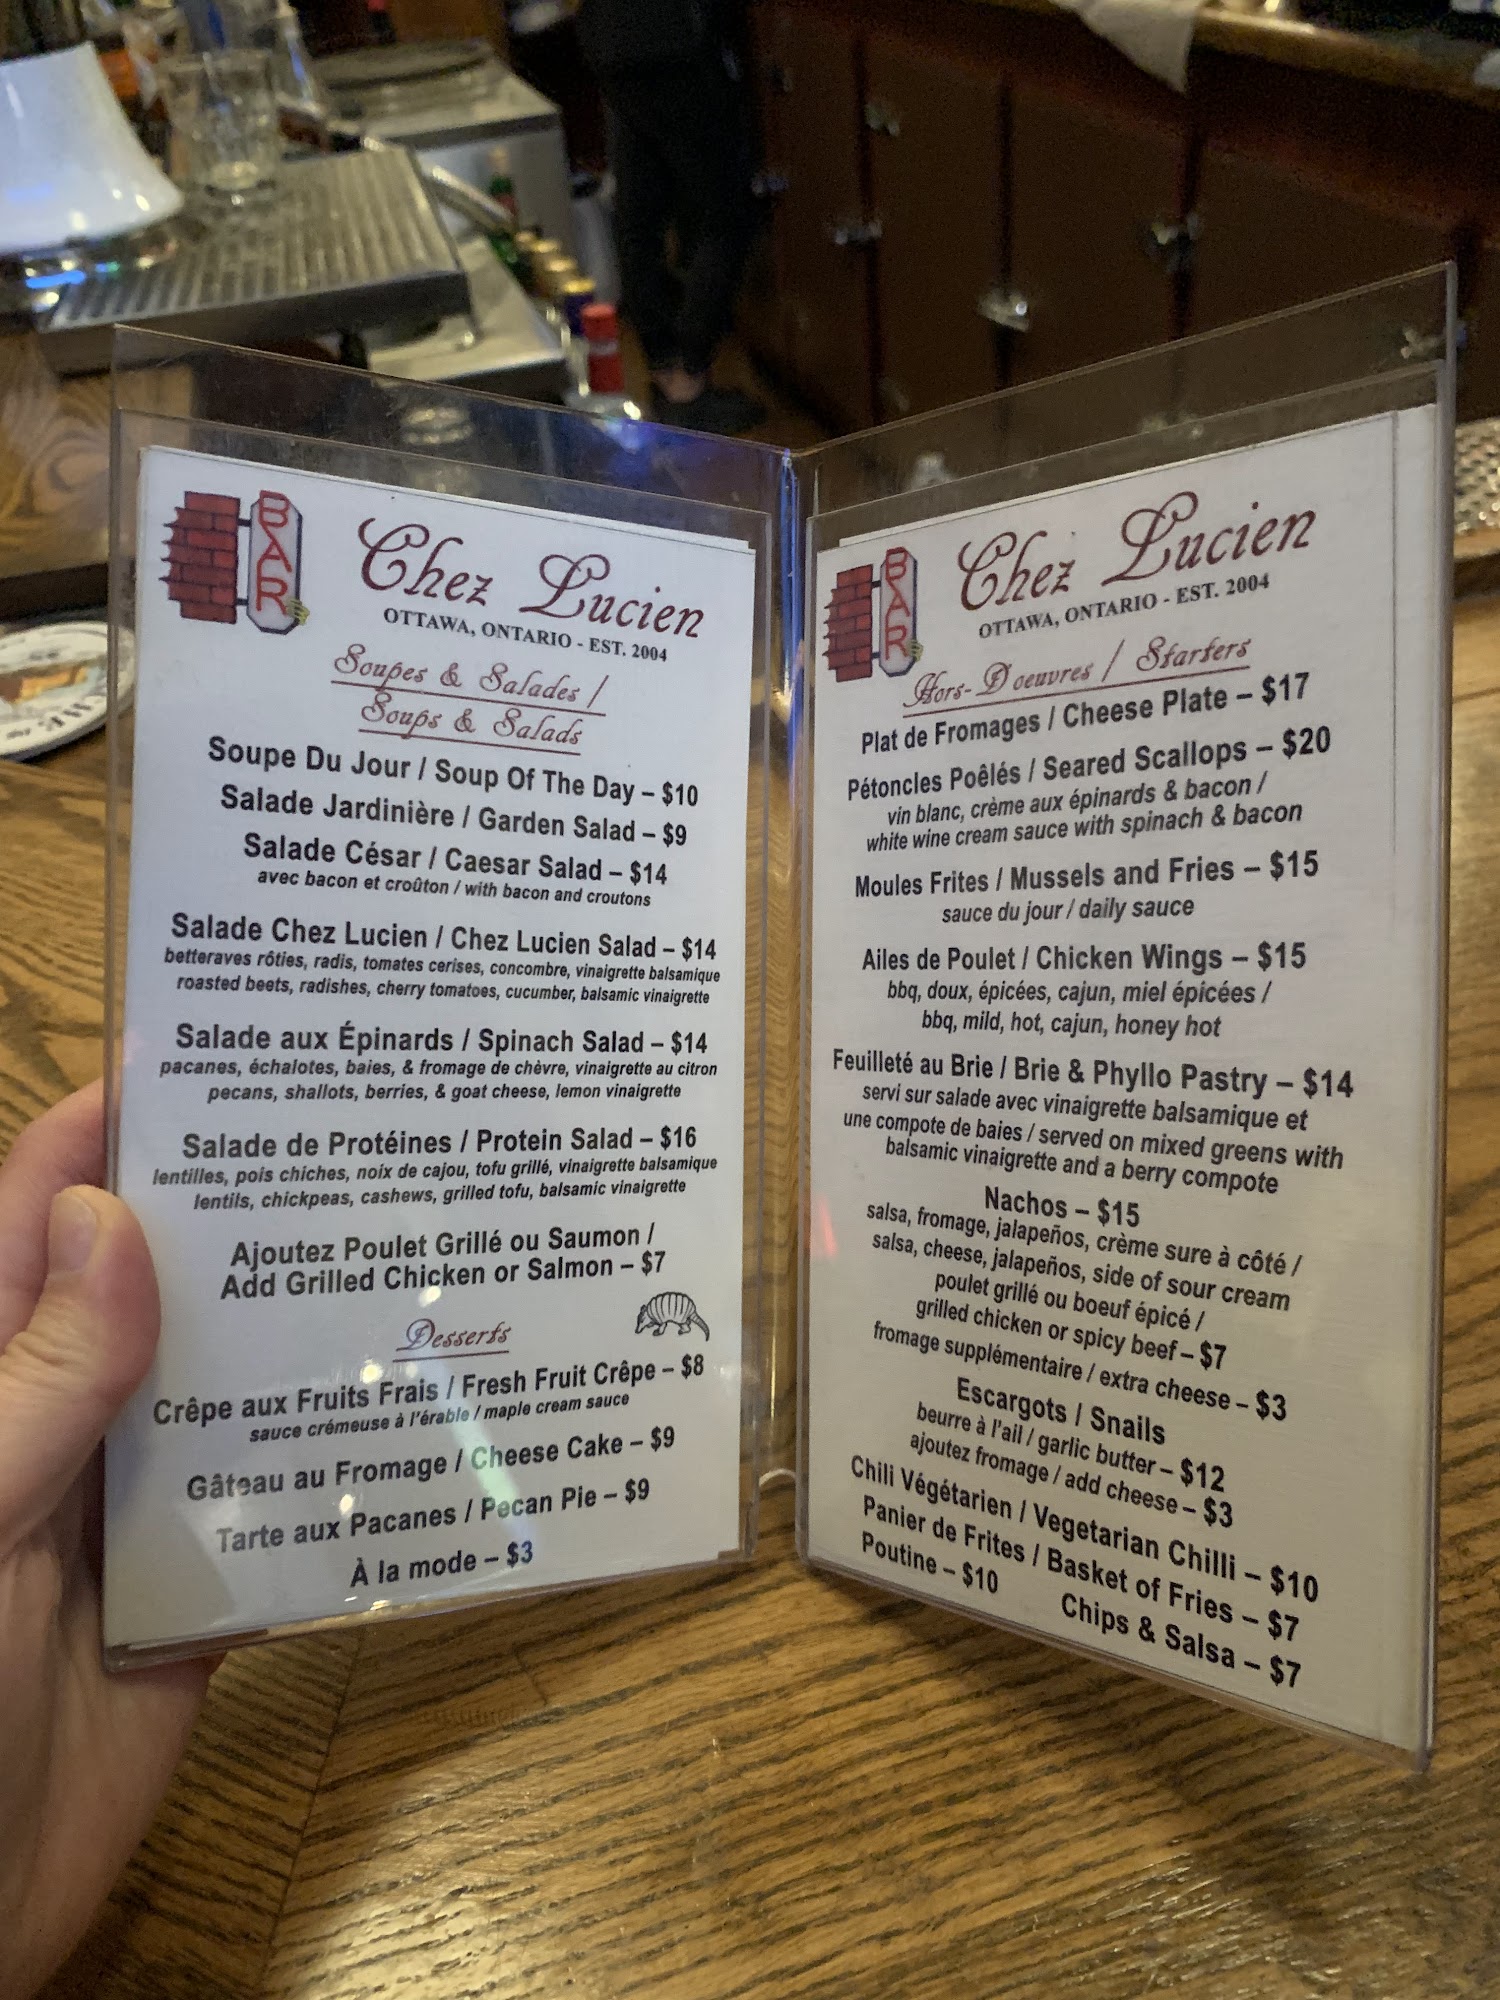 BAR
Chez Lucien
OTTAWA, ONTARIO - EST. 2004
Soupes & Salades /
Soups & Salads
Soupe Du Jour / Soup Of The Day – $10
Salade Jardinière / Garden Salad – $9
Salade César / Caesar Salad – $14
avec bacon et croûton / with bacon and croutons
Salade Chez Lucien / Chez Lucien Salad – $14
betteraves rôties, radis, tomates cerises, concombre, vinaigrette balsamique
roasted beets, radishes, cherry tomatoes, cucumber, balsamic vinaigrette
Salade aux Épinards / Spinach Salad – $14
pacanes, échalotes, baies, & fromage de chèvre, vinaigrette au citron
pecans, shallots, berries, & goat cheese, lemon vinaigrette
Salade de Protéines / Protein Salad – $16
lentilles, pois chiches, noix de cajou, tofu grillé, vinaigrette balsamique
lentils, chickpeas, cashews, grilled tofu, balsamic vinaigrette
Ajoutez Poulet Grillé ou Saumon /
Add Grilled Chicken or Salmon – $7
Desserts
Crêpe aux Fruits Frais / Fresh Fruit Crêpe – $8
sauce crémeuse à l'érable / maple cream sauce
Gâteau au Fromage / Cheese Cake – $9
Tarte aux Pacanes / Pecan Pie – $9
À la mode – $3
BAR
Chez Lucien
OTTAWA, ONTARIO - EST. 2004
Hors-D'oeuvres / Starters
Plat de Fromages / Cheese Plate – $17
Pétoncles Poêlés / Seared Scallops – $20
vin blanc, crème aux épinards & bacon /
white wine cream sauce with spinach & bacon
Moules Frites / Mussels and Fries – $15
sauce du jour / daily sauce
Ailes de Poulet / Chicken Wings – $15
bbq, doux, épicées, cajun, miel épicées /
bbq, mild, hot, cajun, honey hot
Feuilleté au Brie / Brie & Phyllo Pastry – $14
servi sur salade avec vinaigrette balsamique et
une compote de baies / served on mixed greens with
balsamic vinaigrette and a berry compote
Nachos – $15
salsa, fromage, jalapeños, crème sure à côté /
salsa, cheese, jalapeños, side of sour cream
poulet grillé ou boeuf épicé /
grilled chicken or spicy beef – $7
fromage supplémentaire / extra cheese – $3
Escargots / Snails
beurre à l'ail / garlic butter – $12
ajoutez fromage / add cheese – $3
Chili Végétarien / Vegetarian Chilli – $10
Panier de Frites / Basket of Fries – $7
Poutine – $10
Chips & Salsa – $7